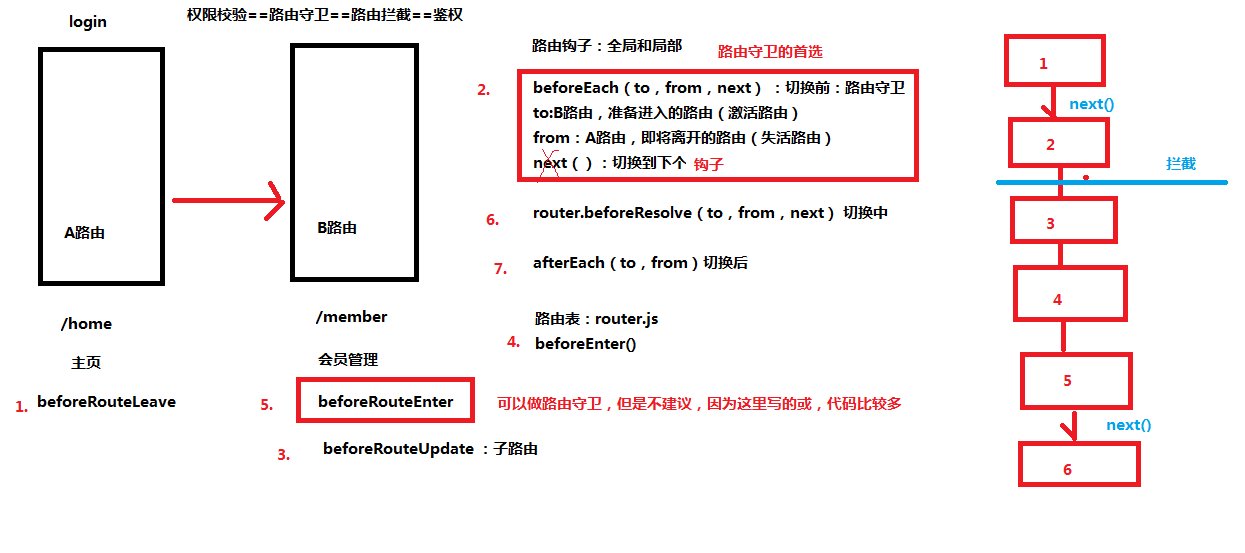 login
权限校验==路由守卫==路由拦截==鉴权
A路由
B路由
/home
主页
/member
会员管理
1. beforeRouteLeave
5. beforeRouteEnter
可以做路由守卫，但是不建议，因为这里写的或，代码比较多
3. beforeRouteUpdate ：子路由
路由钩子：全局和局部
路由守卫的首选
2. beforeEach（to，from，next）：切换前：路由守卫
to:B路由，准备进入的路由（激活路由）
from：A路由，即将离开的路由（失活路由）
next（）：切换到下个 钩子
6. router.beforeResolve（to，from，next） 切换中
7. afterEach（to，from）切换后
路由表：router.js
4. beforeEnter()
1
next()
2
拦截
3
4
5
next()
6